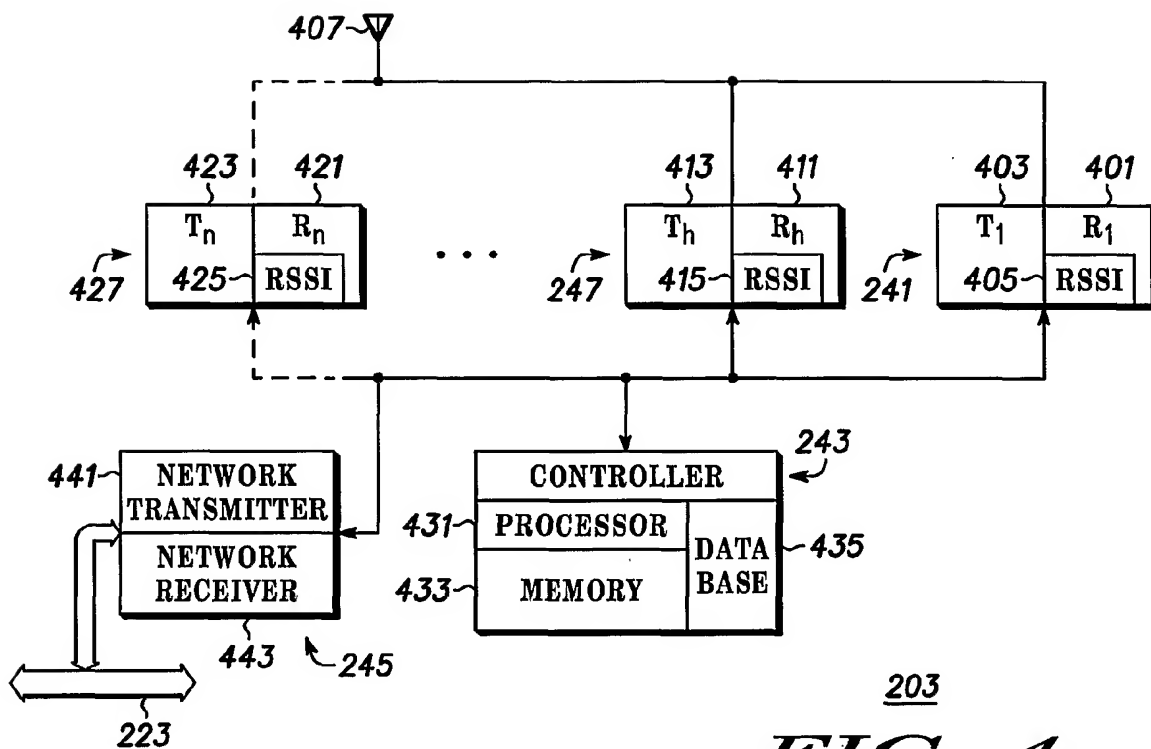 407
423 421 413 411 403 401
Tn Rn Th Rh T1 R1
427 425 RSSI • • • 247 415 RSSI 241 405 RSSI
243
441 NETWORK TRANSMITTER
NETWORK RECEIVER
443 245
223
CONTROLLER
431 PROCESSOR
433 MEMORY
DATA BASE 435
203